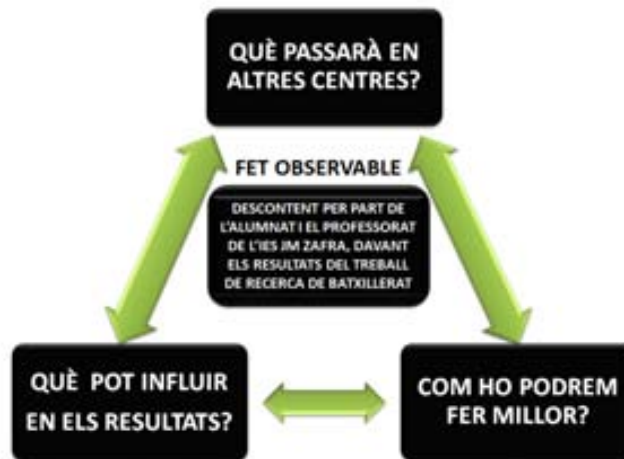 QUÈ PASSARÀ EN
ALTRES CENTRES?
FET OBSERVABLE
DESCONTENT PER PART DE
L'ALUMNAT I EL PROFESSORAT
DE L'IES JM ZAFRA, DAVANT
ELS RESULTATS DEL TREBALL
DE RECERCA DE BATXILLERAT
QUÈ POT INFLUIR
EN ELS RESULTATS?
COM HO PODREM
FER MILLOR?